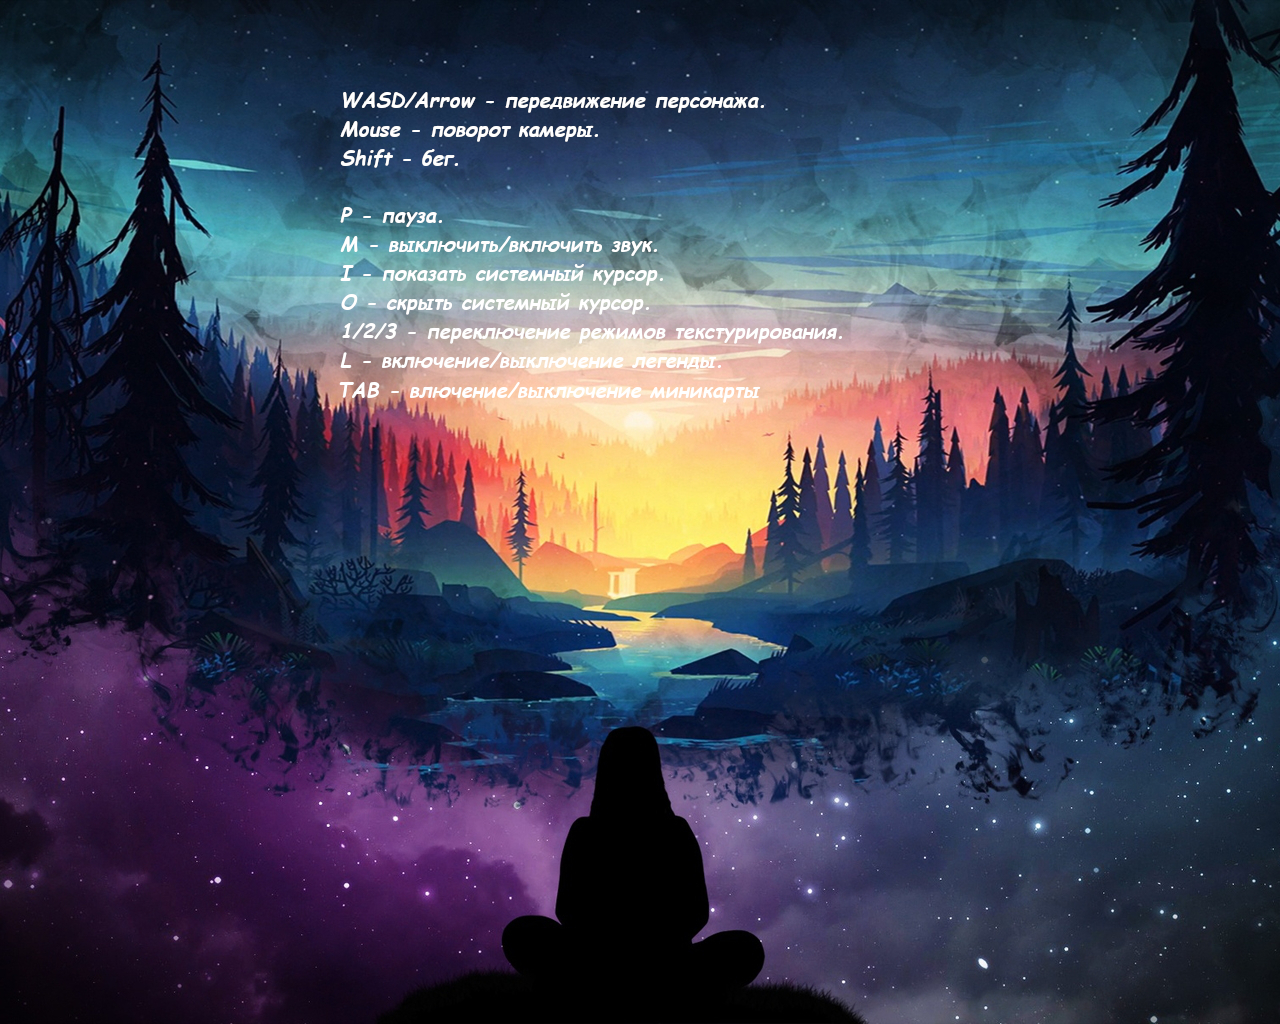 WASD/Arrow - передвижение персонажа.
Mouse - поворот камеры.
Shift - бег.
P - пауза.
M - выключить/включить звук.
I - показать системный курсор.
O - скрыть системный курсор.
1/2/3 - переключение режимов текстурирования.
L - включение/выключение легенды.
TAB - влючение/выключение миникарты